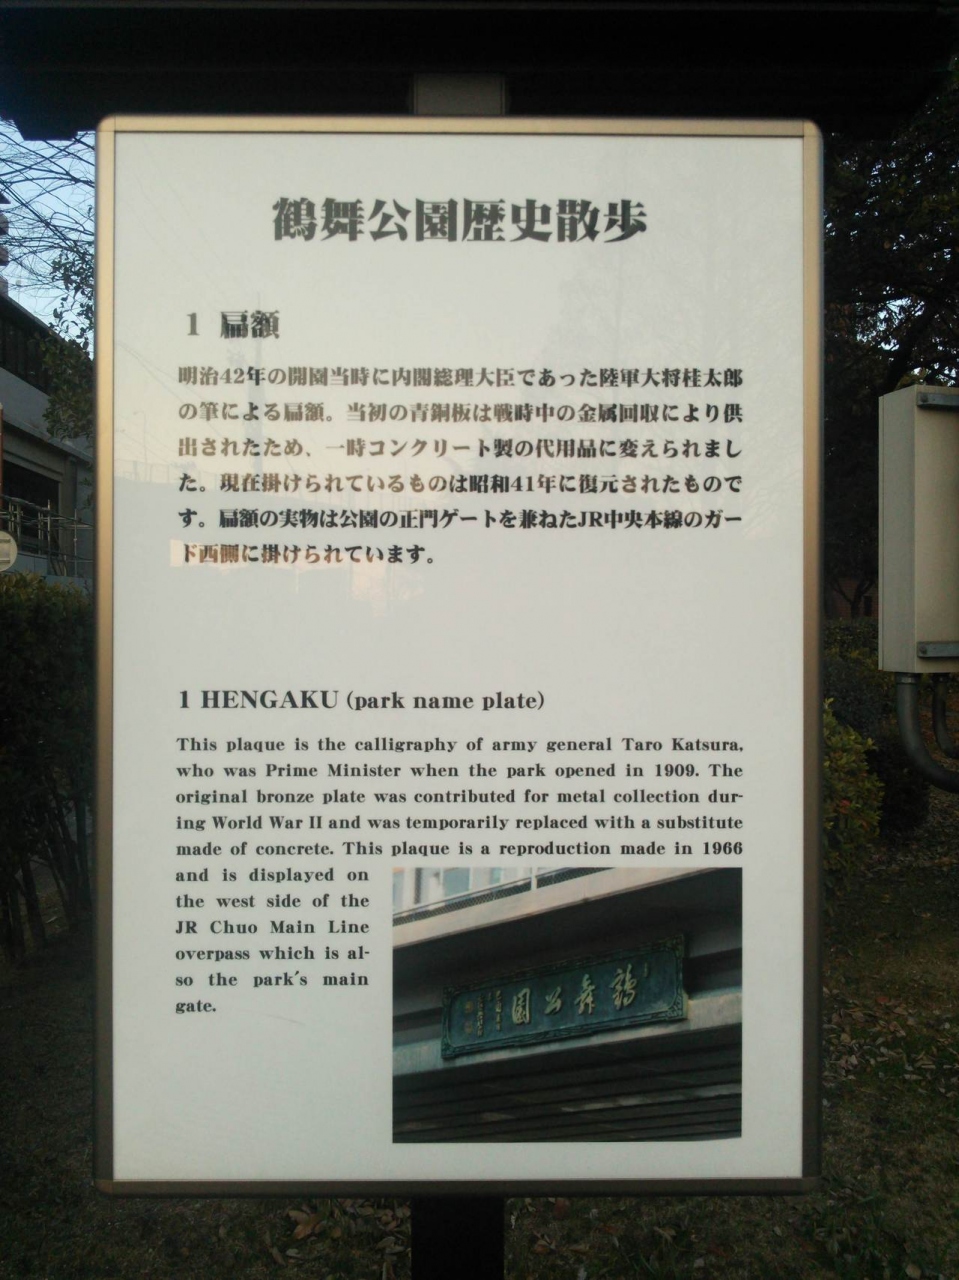 鶴舞公園歴史散歩
1 扁額
明治42年の開園当時に内閣総理大臣であった陸軍大将桂太郎
の筆による扁額。当初の青銅板は戦時中の金属回収により供
出されたため、一時コンクリート製の代用品に変えられまし
た。現在掛けられているものは昭和41年に復元されたもので
す。扁額の実物は公園の正門ゲートを兼ねたJR中央本線のガー
ド西側に掛けられています。
1 HENGAKU (park name plate)
This plaque is the calligraphy of army general Taro Katsura,
who was Prime Minister when the park opened in 1909. The
original bronze plate was contributed for metal collection dur-
ing World War II and was temporarily replaced with a substitute
made of concrete. This plaque is a reproduction made in 1966
and is displayed on
the west side of the
JR Chuo Main Line
overpass which is al-
so the park's main
gate.
鶴舞公園